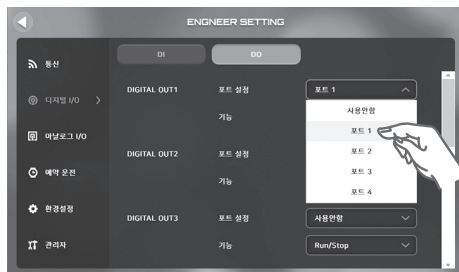 ENGNEER SETTING
통신
디지털 I/O
아날로그 I/O
예약 운전
환경설정
관리자
DI
DO
DIGITAL OUT1
포트 설정
포트 1
기능
사용안함
포트 1
포트 2
포트 3
포트 4
DIGITAL OUT2
포트 설정
기능
DIGITAL OUT3
포트 설정
사용안함
기능
Run/Stop